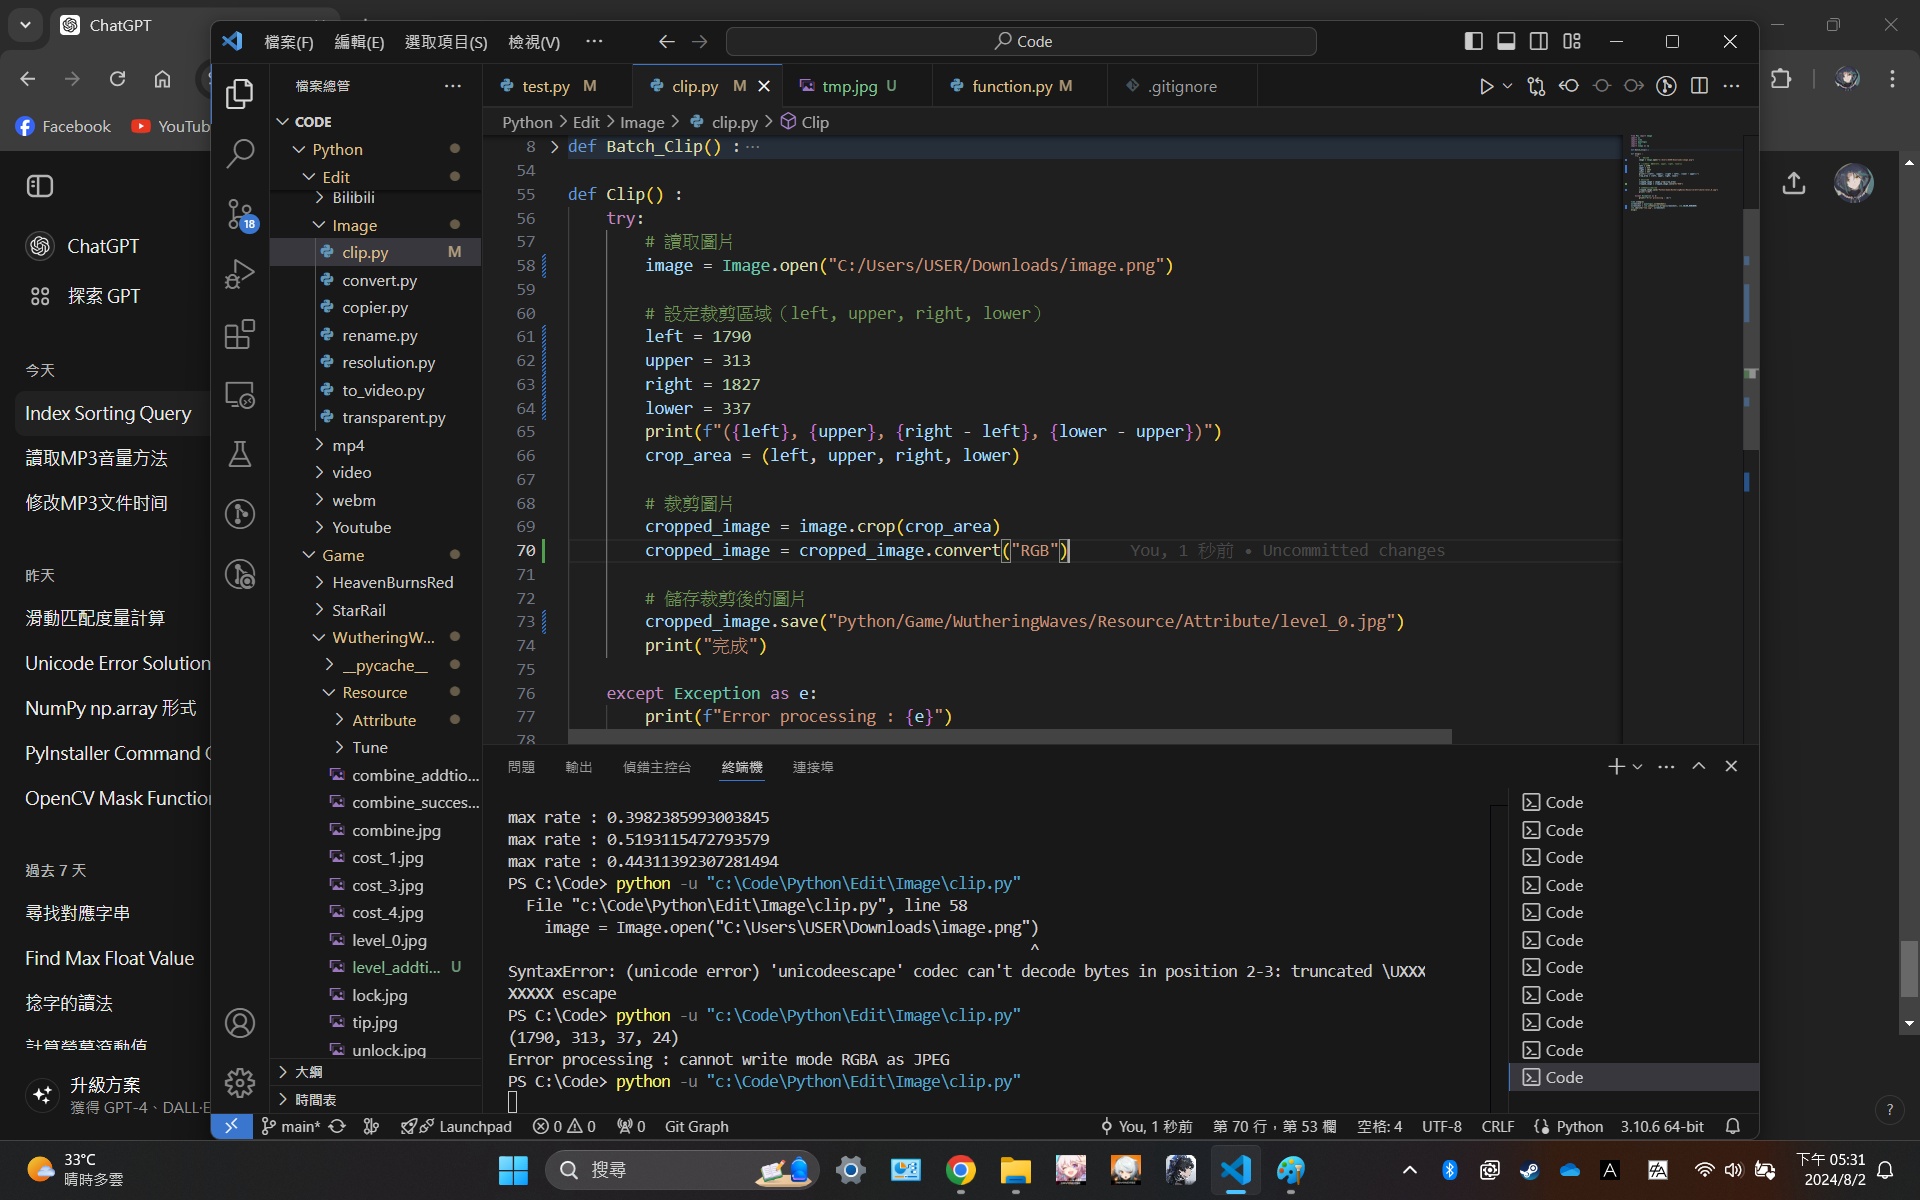 ChatGPT
檔案(F) 編輯(E) 選取項目(S) 檢視(V) ···
Code
Facebook
YouTub
ChatGPT
探索 GPT
今天
Index Sorting Query
讀取MP3音量方法
修改MP3文件时间
昨天
滑動匹配度量計算
Unicode Error Solution
NumPy np.array 形式
PyInstaller Command
OpenCV Mask Function
過去 7 天
尋找對應字串
Find Max Float Value
捻字的讀法
計算螢幕滾動值
升級方案
獲得 GPT-4、DALL·E
18
檔案總管
CODE
Python
Edit
Bilibili
Image
clip.py M
convert.py
copier.py
rename.py
resolution.py
to_video.py
transparent.py
mp4
video
webm
Youtube
Game
HeavenBurnsRed
StarRail
WutheringW...
__pycache__
Resource
Attribute
Tune
combine_addtio...
combine_succes...
combine.jpg
cost_1.jpg
cost_3.jpg
cost_4.jpg
level_0.jpg
level_addti... U
lock.jpg
tip.jpg
unlock.jpg
大綱
時間表
test.py M
clip.py M
tmp.jpg U
function.py M
.gitignore
Python > Edit > Image > clip.py > Clip
8 def Batch_Clip() : ···
54
55 def Clip() :
56 try:
57 # 讀取圖片
58 image = Image.open("C:/Users/USER/Downloads/image.png")
59
60 # 設定裁剪區域（left, upper, right, lower）
61 left = 1790
62 upper = 313
63 right = 1827
64 lower = 337
65 print(f"({left}, {upper}, {right - left}, {lower - upper})")
66 crop_area = (left, upper, right, lower)
67
68 # 裁剪圖片
69 cropped_image = image.crop(crop_area)
70 cropped_image = cropped_image.convert("RGB") You, 1 秒前 • Uncommitted changes
71
72 # 儲存裁剪後的圖片
73 cropped_image.save("Python/Game/WutheringWaves/Resource/Attribute/level_0.jpg")
74 print("完成")
75
76 except Exception as e:
77 print(f"Error processing : {e}")
78
問題 輸出 偵錯主控台 終端機 連接埠
max rate : 0.3982385993003845
max rate : 0.5193115472793579
max rate : 0.44311392307281494
PS C:\Code> python -u "c:\Code\Python\Edit\Image\clip.py"
File "c:\Code\Python\Edit\Image\clip.py", line 58
image = Image.open("C:\Users\USER\Downloads\image.png")
^
SyntaxError: (unicode error) 'unicodeescape' codec can't decode bytes in position 2-3: truncated \UXXX
XXXXX escape
PS C:\Code> python -u "c:\Code\Python\Edit\Image\clip.py"
(1790, 313, 37, 24)
Error processing : cannot write mode RGBA as JPEG
PS C:\Code> python -u "c:\Code\Python\Edit\Image\clip.py"
Code
Code
Code
Code
Code
Code
Code
Code
Code
Code
Code
main* Launchpad 0 0 0 Git Graph
You, 1 秒前 第 70 行，第 53 欄 空格: 4 UTF-8 CRLF Python 3.10.6 64-bit
?
33°C
晴時多雲
搜尋
A
下午 05:31
2024/8/2